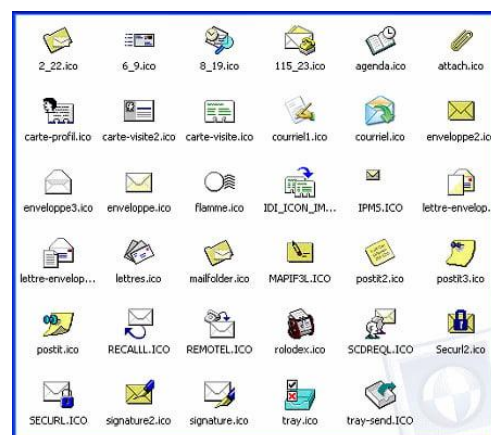 2_22.ico 6_9.ico 8_19.ico 115_23.ico agenda.ico attach.ico
carte-profil.ico carte-visite2.ico carte-visite.ico courriel1.ico courriel.ico enveloppe2.ico
enveloppe3.ico enveloppe.ico flamme.ico IDI_ICON_IM... IPM5.ICO lettre-envelop...
lettre-envelop... lettres.ico mailfolder.ico MAPIF3L.ICO postit2.ico postit3.ico
postit.ico RECALLL.ICO REMOTEL.ICO rolodex.ico SCDREQL.ICO Securl2.ico
SECURL.ICO signature2.ico signature.ico tray.ico tray-send.ICO